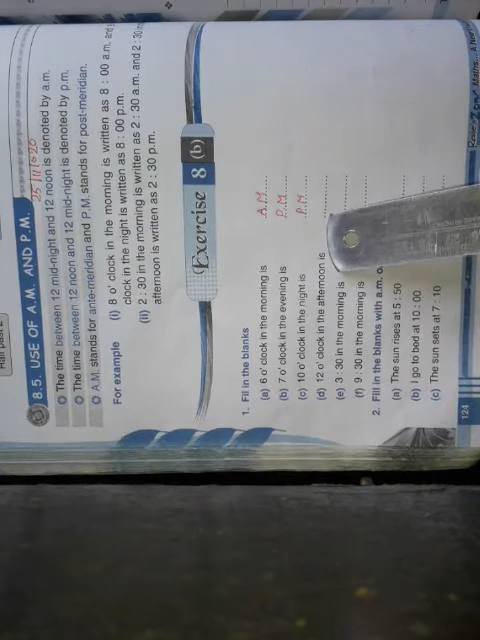 Half past 2
8.5. USE OF A.M. AND P.M.
25/11/2020
The time between 12 mid-night and 12 noon is denoted by a.m.
The time between 12 noon and 12 mid-night is denoted by p.m.
A.M. stands for ante-meridian and P.M. stands for post-meridian.
For example (i) 8 o' clock in the morning is written as 8 : 00 a.m. and
clock in the night is written as 8 : 00 p.m.
(ii) 2 : 30 in the morning is written as 2 : 30 a.m. and 2 : 30
afternoon is written as 2 : 30 p.m.
Exercise 8 (b)
1. Fil in the blanks
(a) 6 o' clock in the morning is A.M.
(b) 7 o' clock in the evening is P.M.
(c) 10 o' clock in the night is P.M.
(d) 12 o' clock in the afternoon is
(e) 3 : 30 in the morning is
(f) 9 : 30 in the morning is
2. Fill in the blanks with a.m. o
(a) The sun rises at 5 : 50
(b) I go to bed at 10 : 00
(c) The sun sets at 7 : 10
124
Maths